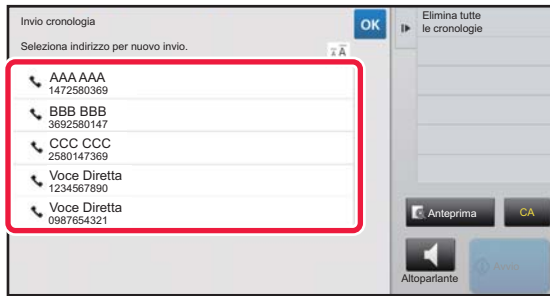 Invio cronologia
OK
Seleziona indirizzo per nuovo invio.
AAA AAA
1472580369
BBB BBB
3692580147
CCC CCC
2580147369
Voce Diretta
1234567890
Voce Diretta
0987654321
Elimina tutte
le cronologie
Anteprima
CA
Altoparlante
Avvio